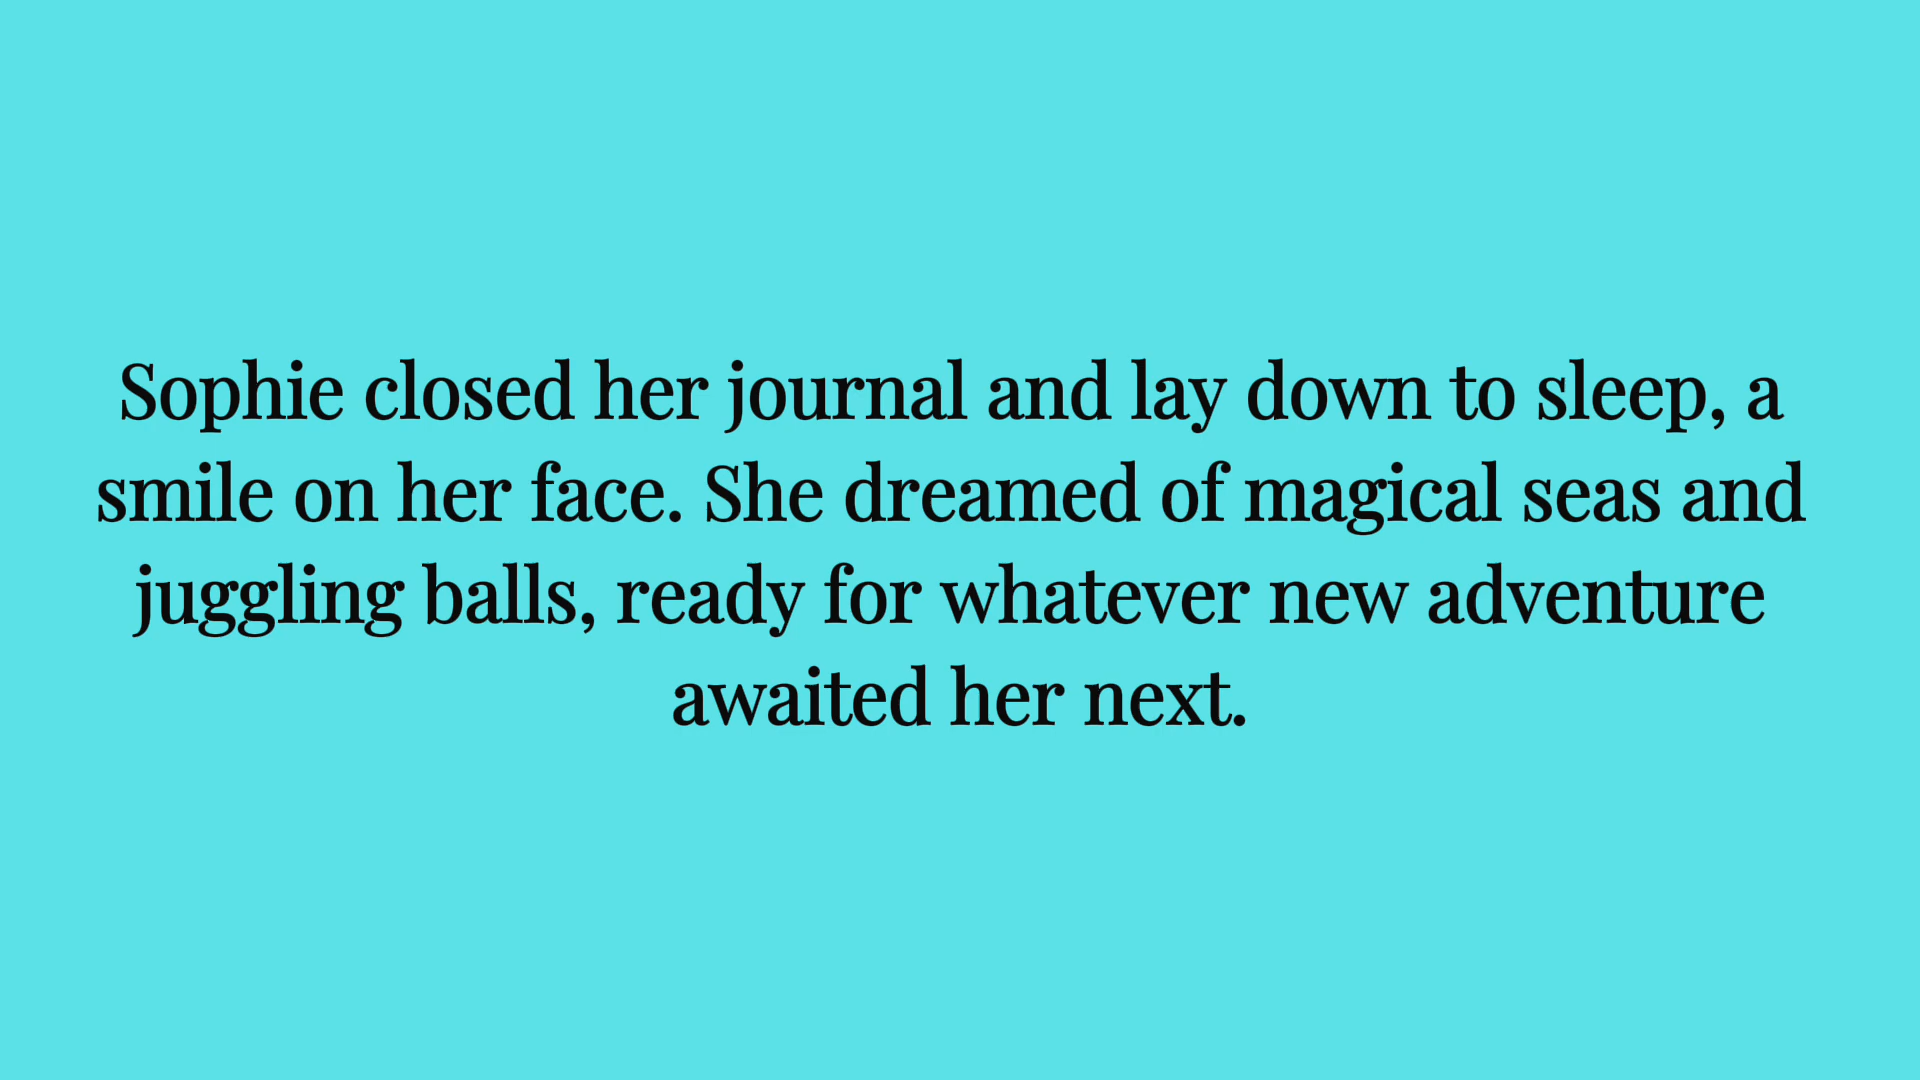 Sophie closed her journal and lay down to sleep, a
smile on her face. She dreamed of magical seas and
juggling balls, ready for whatever new adventure
awaited her next.